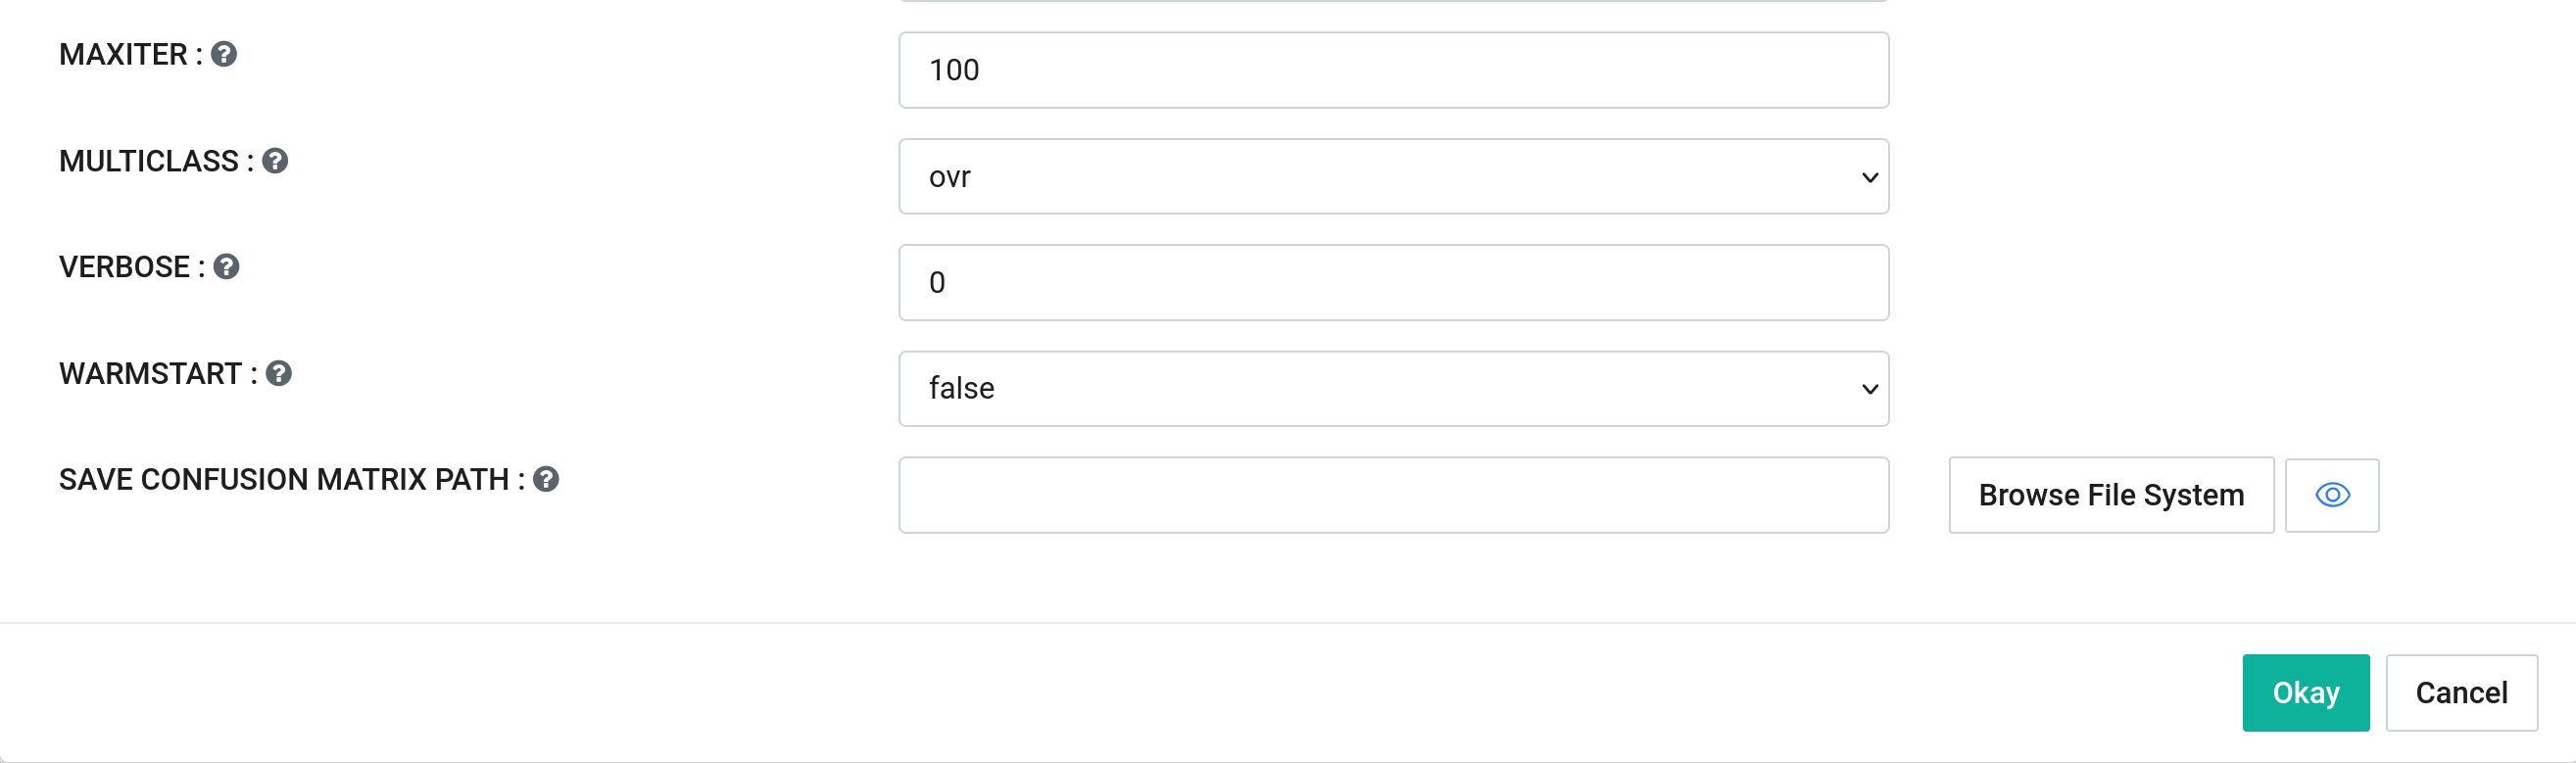 MAXITER : ?
100
MULTICLASS : ?
ovr
VERBOSE : ?
0
WARMSTART : ?
false
SAVE CONFUSION MATRIX PATH : ?
Browse File System
Okay Cancel